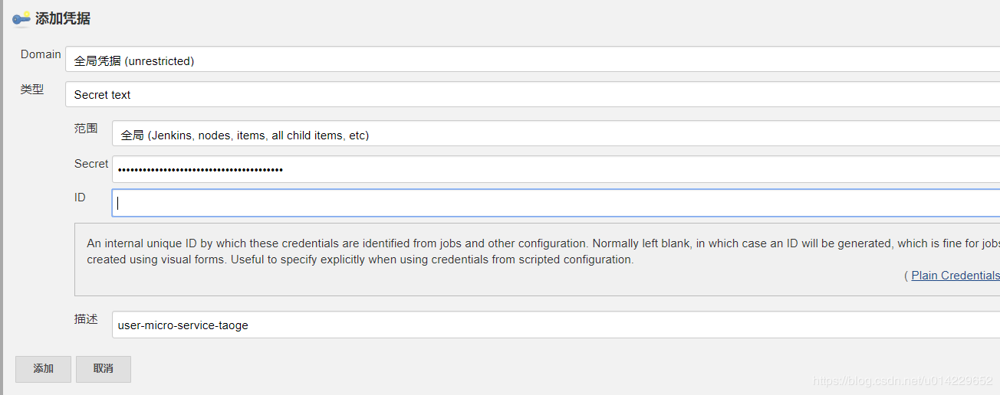 添加凭据
Domain
全局凭据 (unrestricted)
类型
Secret text
范围
全局 (Jenkins, nodes, items, all child items, etc)
Secret
••••••••••••••••••••••••••••••••••••••••
ID
An internal unique ID by which these credentials are identified from jobs and other configuration. Normally left blank, in which case an ID will be generated, which is fine for jobs
created using visual forms. Useful to specify explicitly when using credentials from scripted configuration.
( Plain Credentials
描述
user-micro-service-taoge
添加 取消
https://blog.csdn.net/u014229652